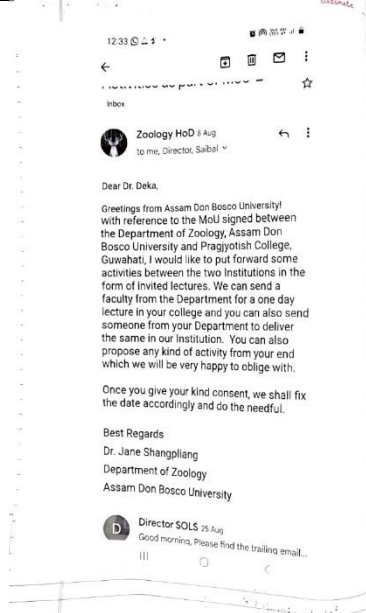 classmate
12:33
Activities as part of MoU –
Inbox
Zoology HoD 8 Aug
to me, Director, Saibal
Dear Dr. Deka,
Greetings from Assam Don Bosco University!
with reference to the MoU signed between
the Department of Zoology, Assam Don
Bosco University and Pragjyotish College,
Guwahati, I would like to put forward some
activities between the two Institutions in the
form of invited lectures. We can send a
faculty from the Department for a one day
lecture in your college and you can also send
someone from your Department to deliver
the same in our Institution. You can also
propose any kind of activity from your end
which we will be very happy to oblige with.
Once you give your kind consent, we shall fix
the date accordingly and do the needful.
Best Regards
Dr. Jane Shangpliang
Department of Zoology
Assam Don Bosco University
D
Director SOLS 25 Aug
Good morning, Please find the trailing email...